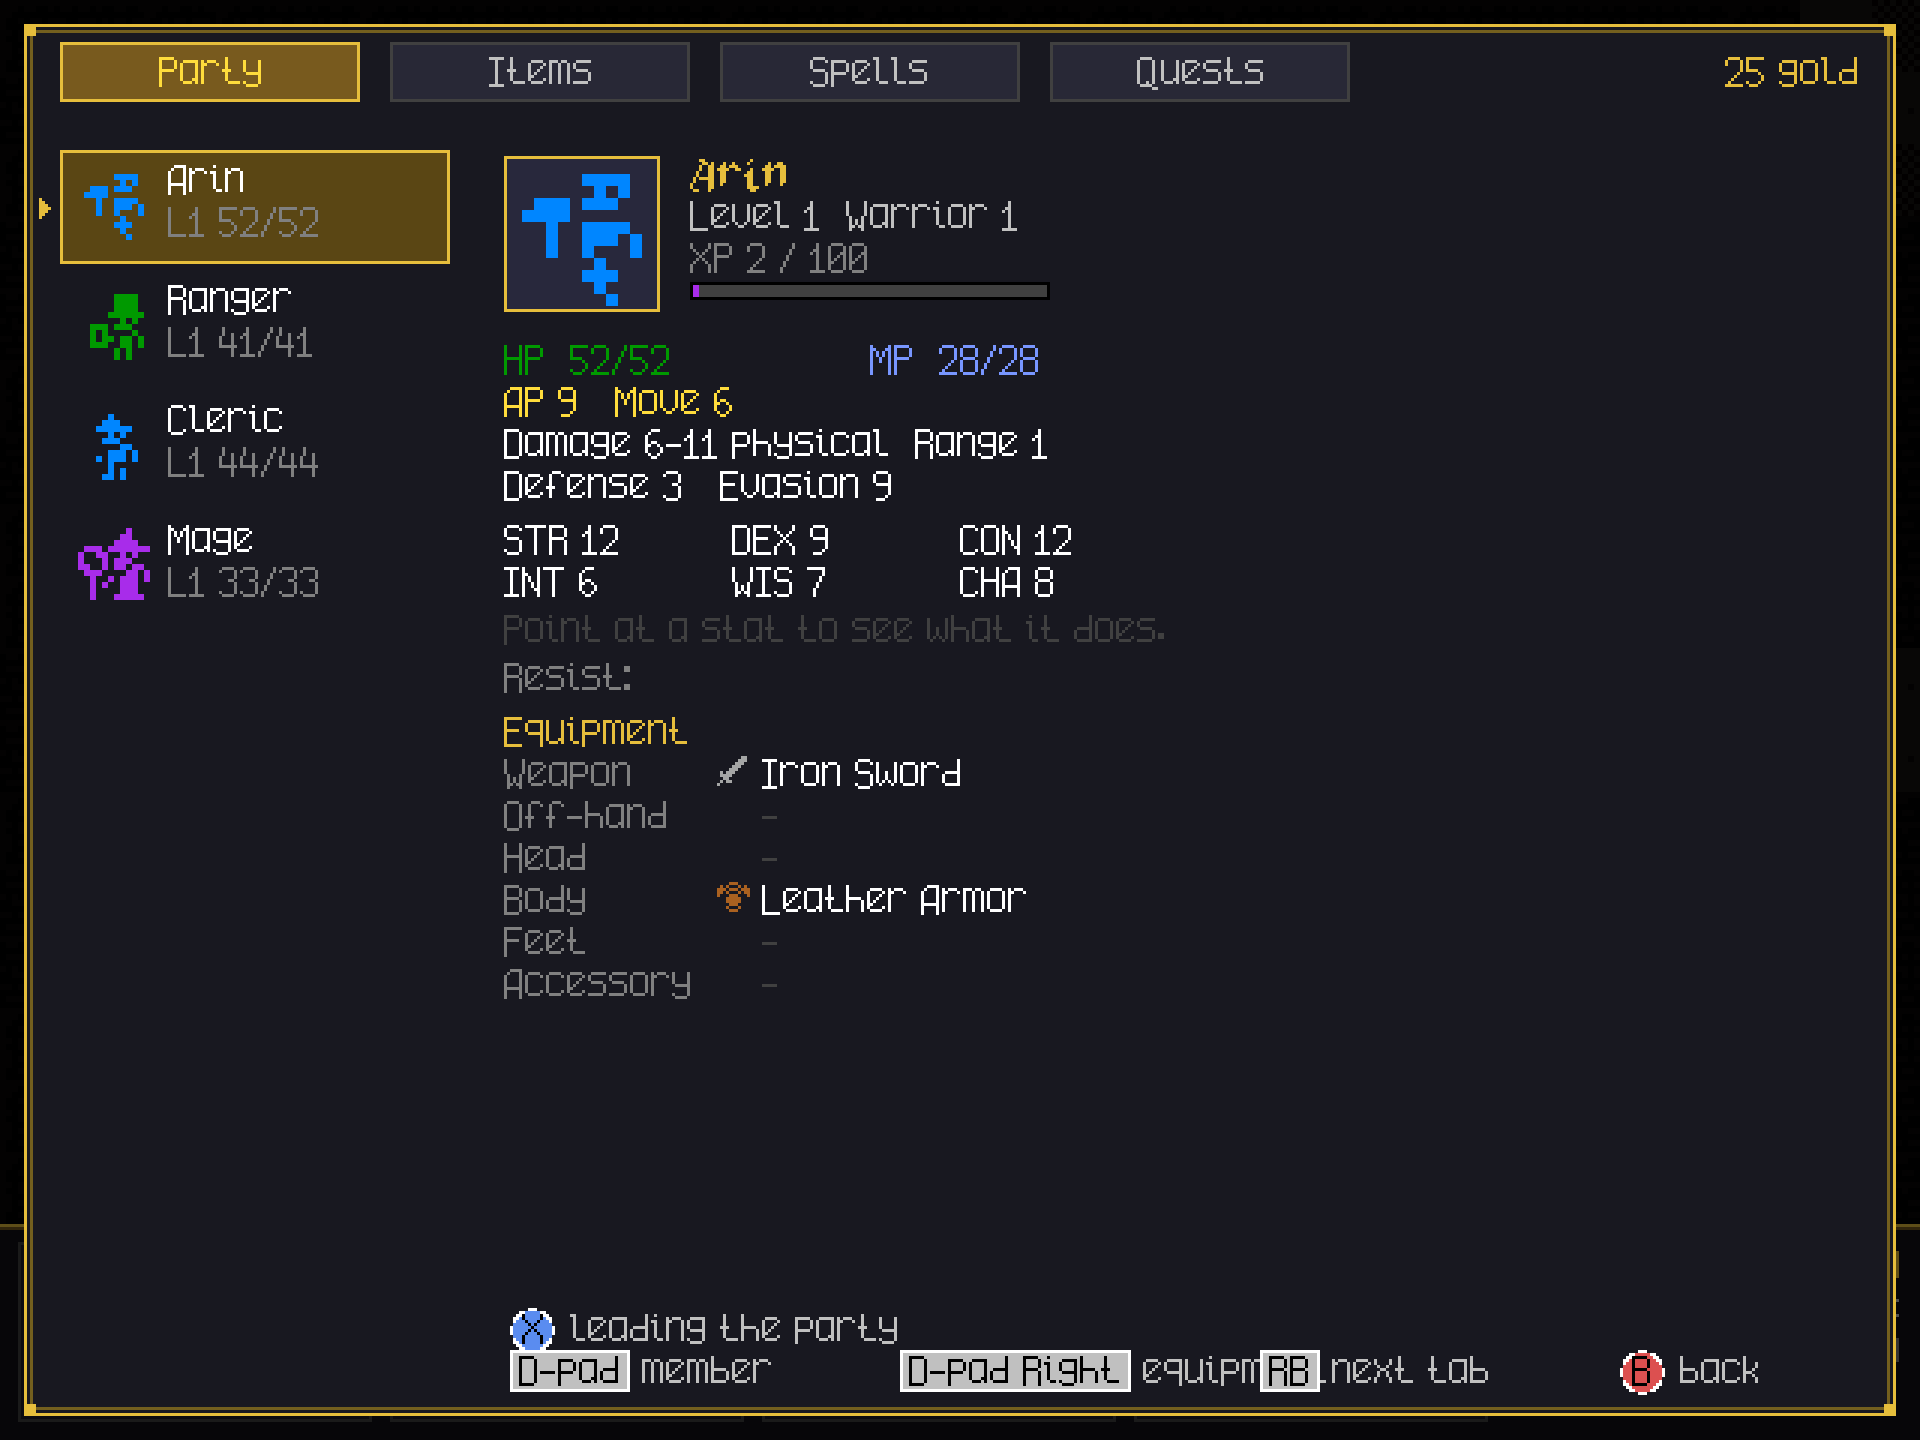 Party Items Spells Quests 25 gold
Arin
L1 52/52
Ranger
L1 41/41
Cleric
L1 44/44
Mage
L1 33/33
Arin
Level 1 Warrior 1
XP 2 / 100
HP 52/52 MP 28/28
AP 9 Move 6
Damage 6-11 physical Range 1
Defense 3 Evasion 9
STR 12 DEX 9 CON 12
INT 6 WIS 7 CHA 8
Point at a stat to see what it does.
Resist:
Equipment
Weapon Iron Sword
Off-hand -
Head -
Body Leather Armor
Feet -
Accessory -
X leading the party
D-pad member D-pad Right equipm RB next tab B back